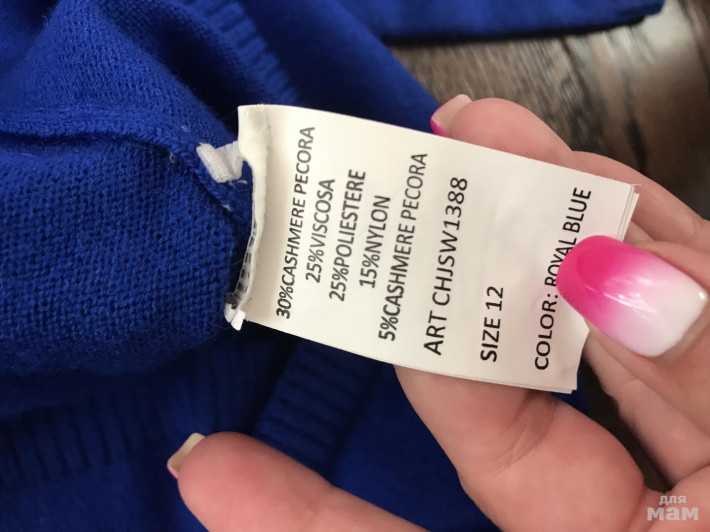 30%CASHMERE PECORA
25%VISCOSA
25%POLIESTERE
15%NYLON
5%CASHMERE PECORA
ART CHJSW1388
SIZE 12
COLOR: ROYAL BLUE
для
мам